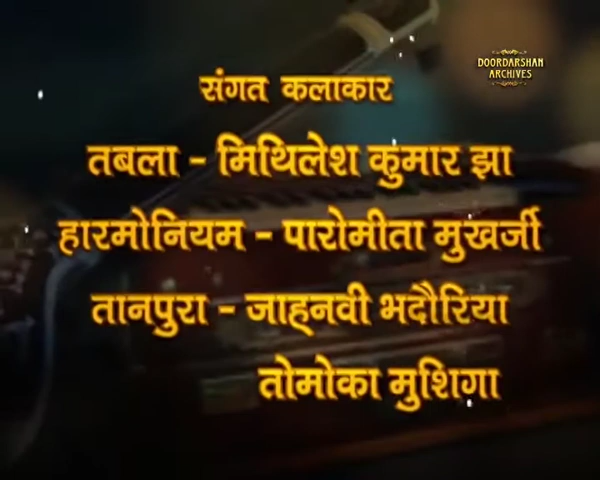 DOORDARSHAN
ARCHIVES
संगत कलाकार
तबला - मिथिलेश कुमार झा
हारमोनियम - पारोमीता मुखर्जी
तानपुरा - जाह्नवी भदौरिया
तोमोका मुशिगा